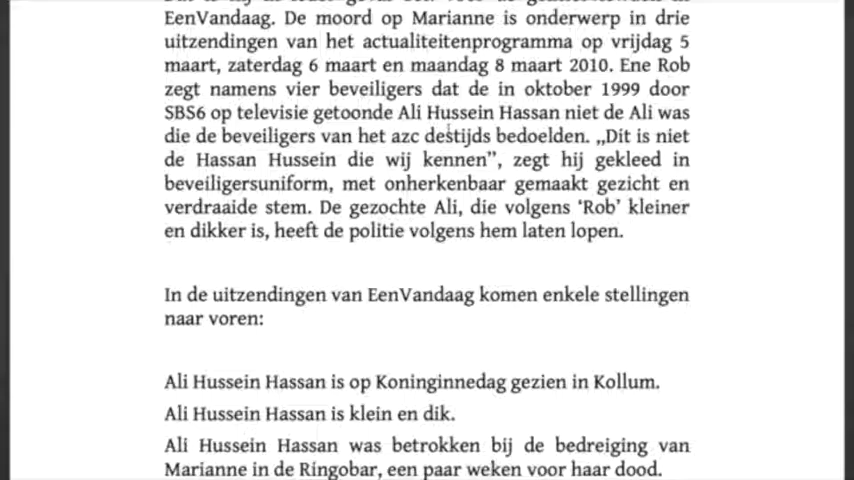 EenVandaag. De moord op Marianne is onderwerp in drie
uitzendingen van het actualiteitenprogramma op vrijdag 5
maart, zaterdag 6 maart en maandag 8 maart 2010. Ene Rob
zegt namens vier beveiligers dat de in oktober 1999 door
SBS6 op televisie getoonde Ali Hussein Hassan niet de Ali was
die de beveiligers van het azc destijds bedoelden. „Dit is niet
de Hassan Hussein die wij kennen”, zegt hij gekleed in
beveiligersuniform, met onherkenbaar gemaakt gezicht en
verdraaide stem. De gezochte Ali, die volgens ‘Rob’ kleiner
en dikker is, heeft de politie volgens hem laten lopen.
In de uitzendingen van EenVandaag komen enkele stellingen
naar voren:
Ali Hussein Hassan is op Koninginnedag gezien in Kollum.
Ali Hussein Hassan is klein en dik.
Ali Hussein Hassan was betrokken bij de bedreiging van
Marianne in de Ringobar, een paar weken voor haar dood.